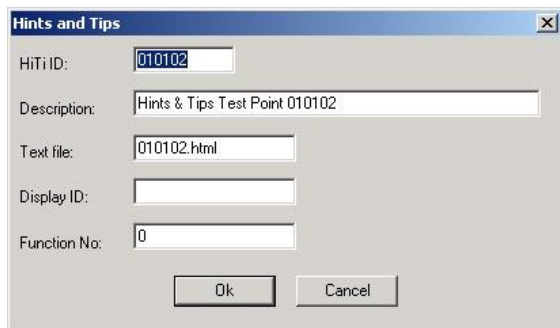 Hints and Tips
HiTi ID: 010102
Description: Hints & Tips Test Point 010102
Text file: 010102.html
Display ID:
Function No: 0
Ok Cancel